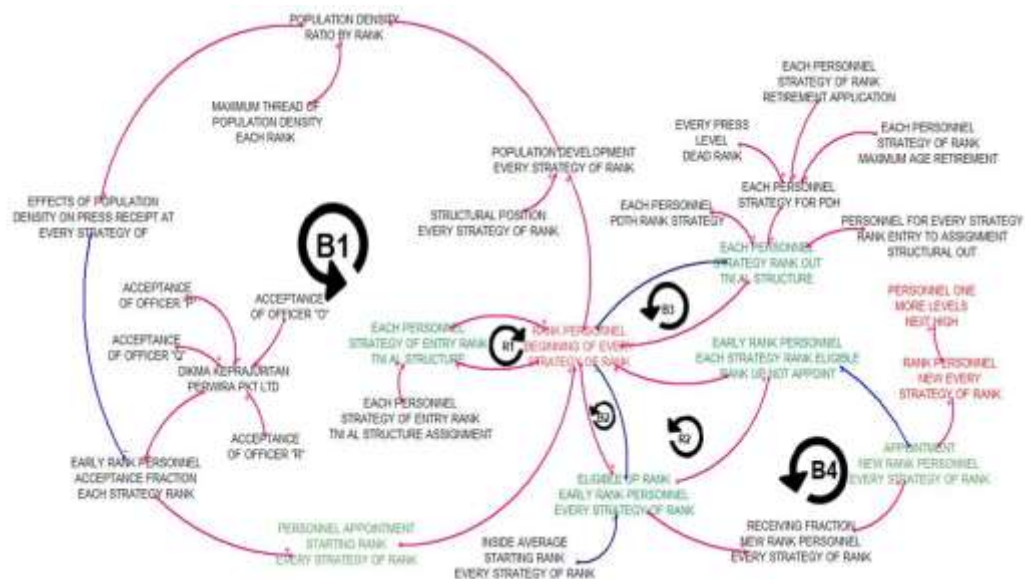 POPULATION DENSITY
RATIO BY RANK
MAXIMUM THREAD OF
POPULATION DENSITY
EACH RANK
EACH PERSONNEL
STRATEGY OF RANK
RETIREMENT APPLICATION
EVERY PRESS
LEVEL
DEAD RANK
EACH PERSONNEL
STRATEGY OF RANK
MAXIMUM AGE RETIREMENT
POPULATION DEVELOPMENT
EVERY STRATEGY OF RANK
EACH PERSONNEL
STRATEGY FOR PDH
EFFECTS OF POPULATION
DENSITY ON PRESS RECEIPT AT
EVERY STRATEGY OF
STRUCTURAL POSITION
EVERY STRATEGY OF RANK
EACH PERSONNEL
PDTH RANK STRATEGY
PERSONNEL FOR EVERY STRATEGY
RANK ENTRY TO ASSIGNMENT
STRUCTURAL OUT
B1
EACH PERSONNEL
STRATEGY RANK OUT
TNI AL STRUCTURE
ACCEPTANCE
OF OFFICER "P"
ACCEPTANCE
OF OFFICER "O"
PERSONNEL ONE
MORE LEVELS
NEXT HIGH
B3
EACH PERSONNEL
STRATEGY OF ENTRY RANK
TNI AL STRUCTURE
R1
RANK PERSONNEL
BEGINNING OF EVERY
STRATEGY OF RANK
EARLY RANK PERSONNEL
EACH STRATEGY RANK ELIGIBLE
RANK UP NOT APPOINT
ACCEPTANCE
OF OFFICER "Q"
DIKMA KEPRAJURITAN
PERWIRA PKT LTD
RANK PERSONNEL
NEW EVERY
STRATEGY OF RANK
EACH PERSONNEL
STRATEGY OF ENTRY RANK
TNI AL STRUCTURE ASSIGNMENT
B2
R2
ACCEPTANCE
OF OFFICER "R"
EARLY RANK PERSONNEL
ACCEPTANCE FRACTION
EACH STRATEGY RANK
B4
APPOINTMENT
NEW RANK PERSONNEL
EVERY STRATEGY OF RANK
ELIGIBLE UP RANK
EARLY RANK PERSONNEL
EVERY STRATEGY OF RANK
PERSONNEL APPOINTMENT
STARTING RANK
EVERY STRATEGY OF RANK
INSIDE AVERAGE
STARTING RANK
EVERY STRATEGY OF RANK
RECEIVING FRACTION
NEW RANK PERSONNEL
EVERY STRATEGY OF RANK